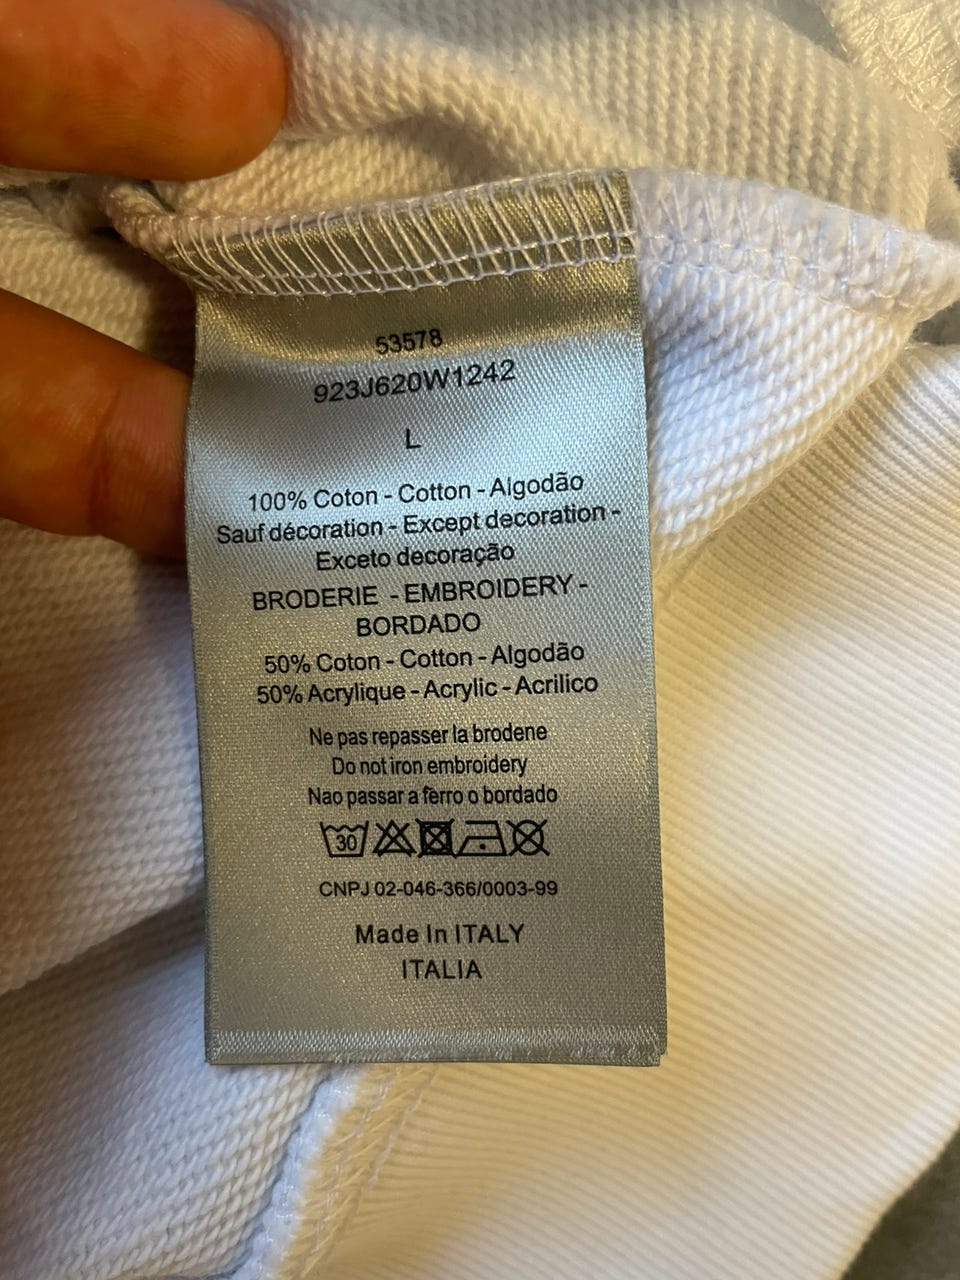 53578
923J620W1242
L
100% Coton - Cotton - Algodão
Sauf décoration - Except decoration -
Exceto decoração
BRODERIE - EMBROIDERY -
BORDADO
50% Coton - Cotton - Algodão
50% Acrylique - Acrylic - Acrilico
Ne pas repasser la brodene
Do not iron embroidery
Nao passar a ferro o bordado
30
CNPJ 02-046-366/0003-99
Made In ITALY
ITALIA